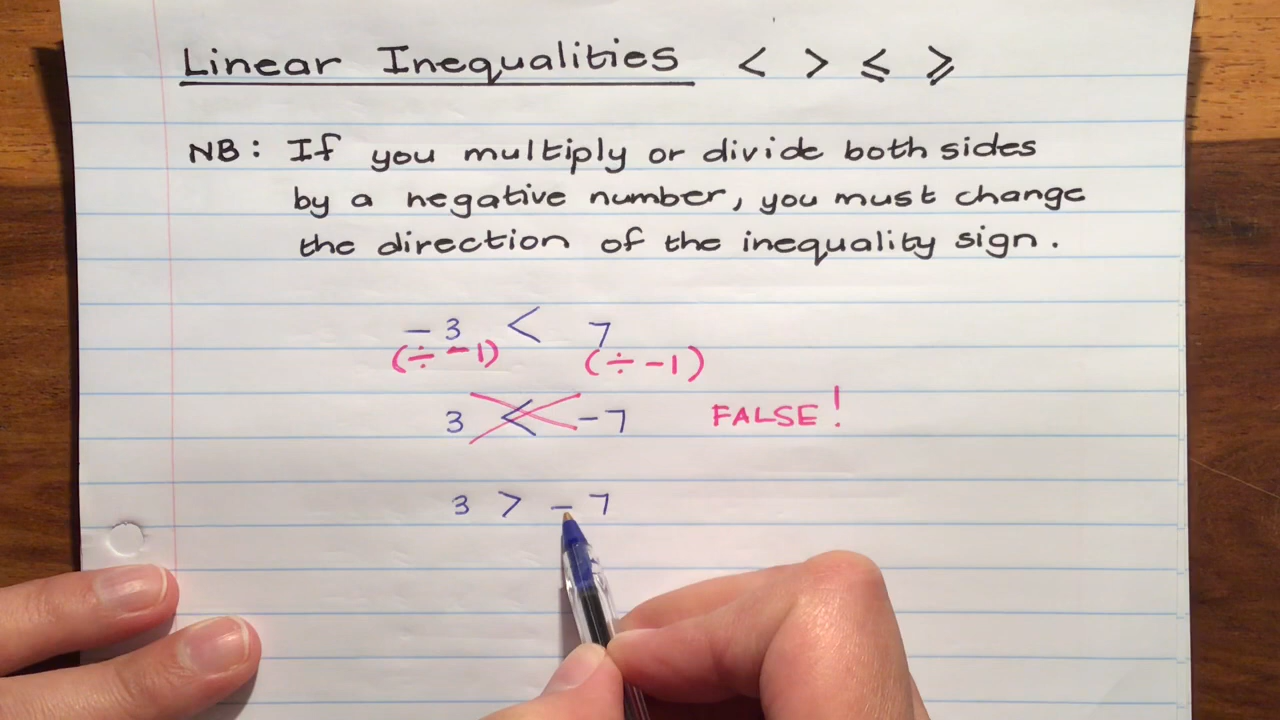 Linear Inequalities < > ≤ ≥
NB: If you multiply or divide both sides
by a negative number, you must change
the direction of the inequality sign.
-3 < 7
(÷ -1) (÷ -1)
3 < -7 FALSE!
3 > -7